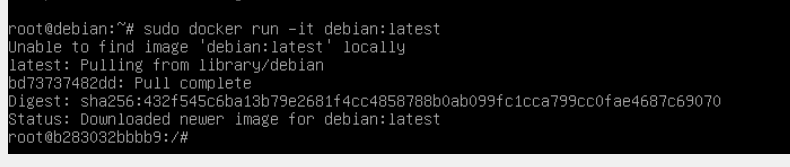 root@debian:~# sudo docker run -it debian:latest
Unable to find image 'debian:latest' locally
latest: Pulling from library/debian
bd73737482dd: Pull complete
Digest: sha256:432f545c6ba13b79e2681f4cc4858788b0ab099fc1cca799cc0fae4687c69070
Status: Downloaded newer image for debian:latest
root@b283032bbbb9:/#